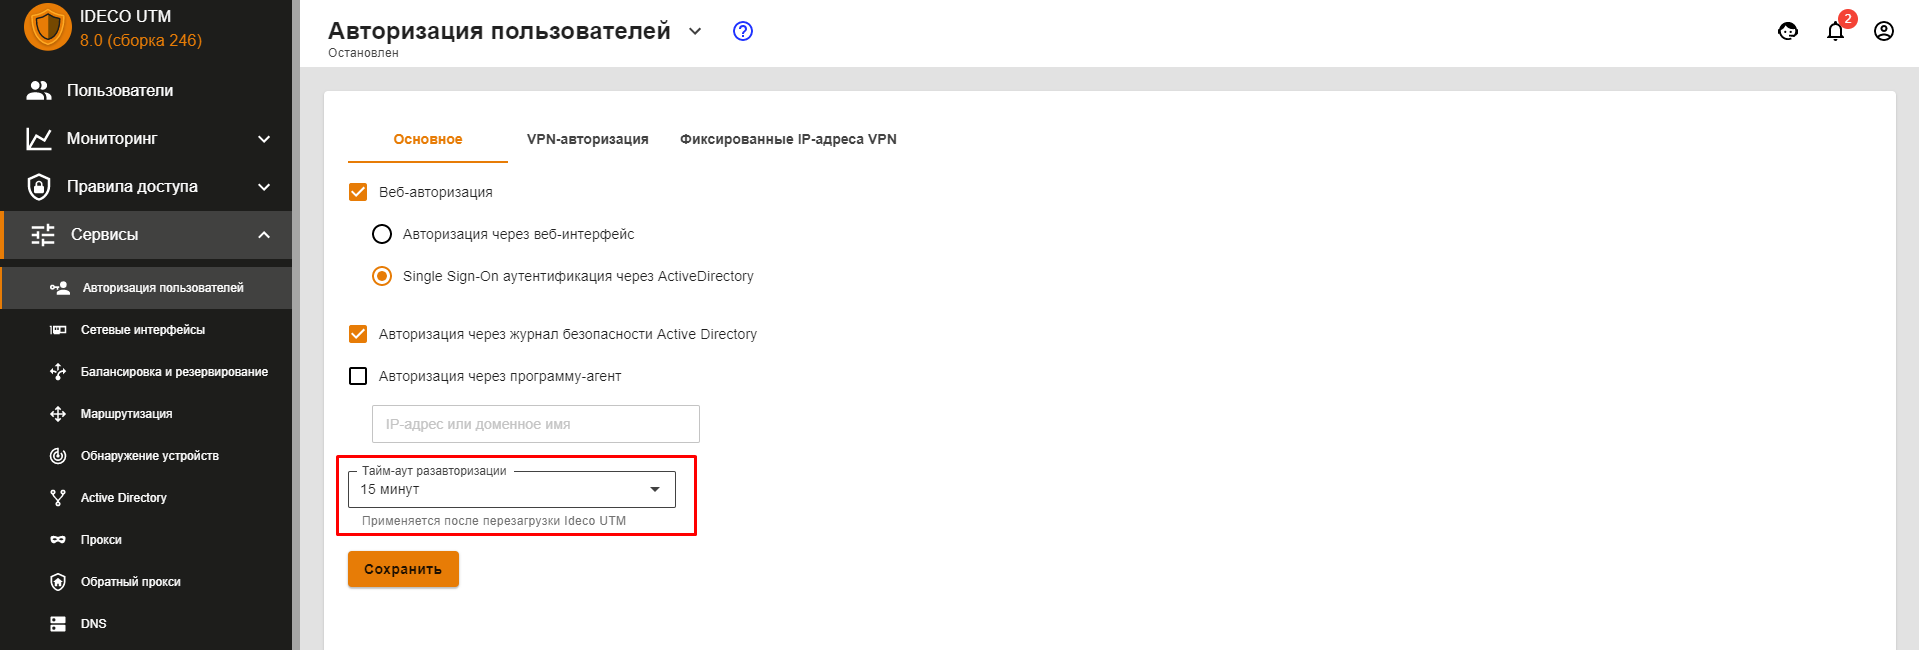 IDECO UTM
8.0 (сборка 246)
Пользователи
Мониторинг
Правила доступа
Сервисы
Авторизация пользователей
Сетевые интерфейсы
Балансировка и резервирование
Маршрутизация
Обнаружение устройств
Active Directory
Прокси
Обратный прокси
DNS
Авторизация пользователей
?
Остановлен
2
Основное
VPN-авторизация
Фиксированные IP-адреса VPN
Веб-авторизация
Авторизация через веб-интерфейс
Single Sign-On аутентификация через ActiveDirectory
Авторизация через журнал безопасности Active Directory
Авторизация через программу-агент
IP-адрес или доменное имя
Тайм-аут разавторизации
15 минут
Применяется после перезагрузки Ideco UTM
Сохранить